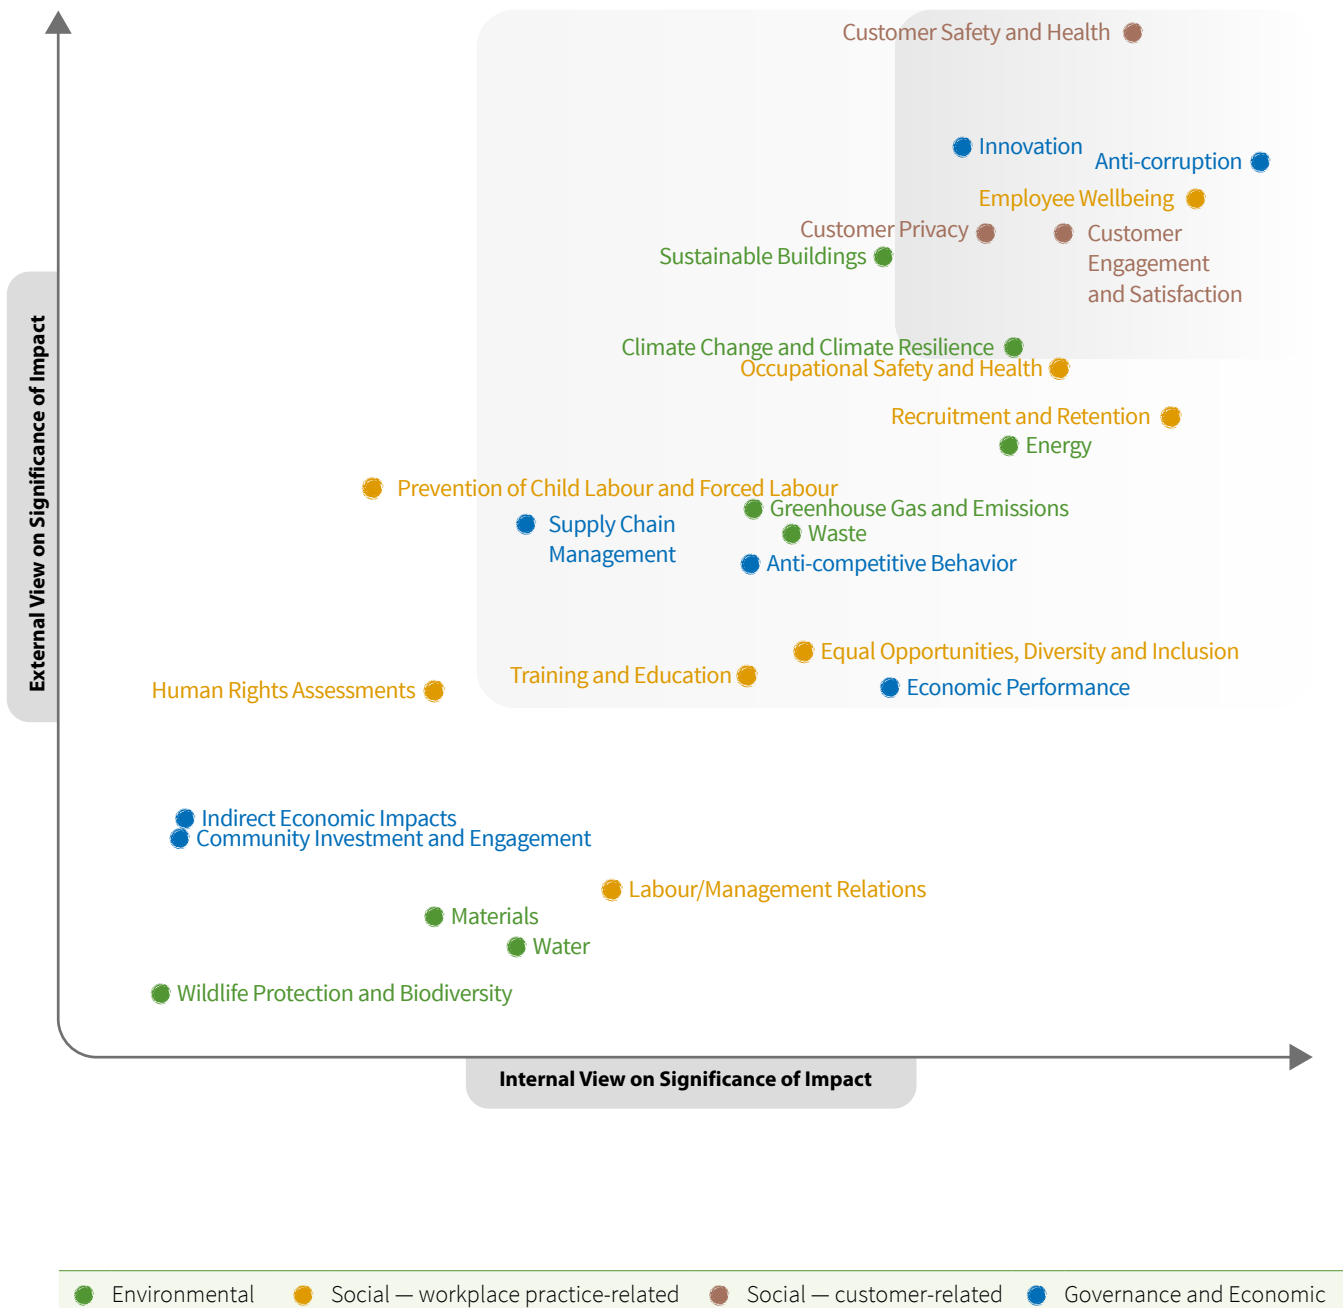 Customer Safety and Health
Innovation
Anti-corruption
Employee Wellbeing
Customer Privacy
Customer
Engagement
and Satisfaction
Sustainable Buildings
Climate Change and Climate Resilience
Occupational Safety and Health
Recruitment and Retention
Energy
Prevention of Child Labour and Forced Labour
Greenhouse Gas and Emissions
Supply Chain
Management
Waste
Anti-competitive Behavior
Equal Opportunities, Diversity and Inclusion
Training and Education
Economic Performance
Human Rights Assessments
Indirect Economic Impacts
Community Investment and Engagement
Labour/Management Relations
Materials
Water
Wildlife Protection and Biodiversity
External View on Significance of Impact
Internal View on Significance of Impact
Environmental
Social — workplace practice-related
Social — customer-related
Governance and Economic